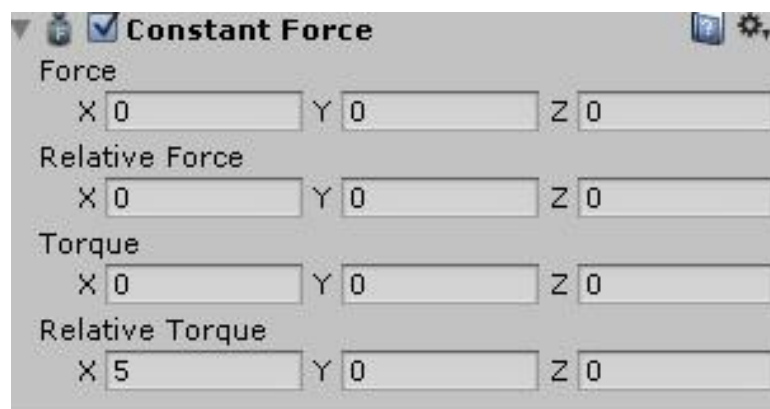 Constant Force
Force
X 0 Y 0 Z 0
Relative Force
X 0 Y 0 Z 0
Torque
X 0 Y 0 Z 0
Relative Torque
X 5 Y 0 Z 0